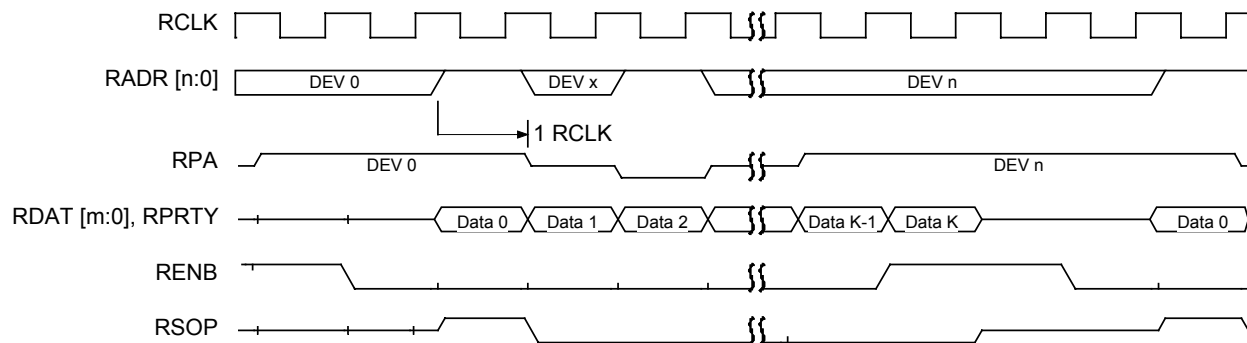 RCLK
RADR [n:0] DEV 0 DEV x DEV n
1 RCLK
RPA DEV 0 DEV n
RDAT [m:0], RPRTY Data 0 Data 1 Data 2 Data K-1 Data K Data 0
RENB
RSOP